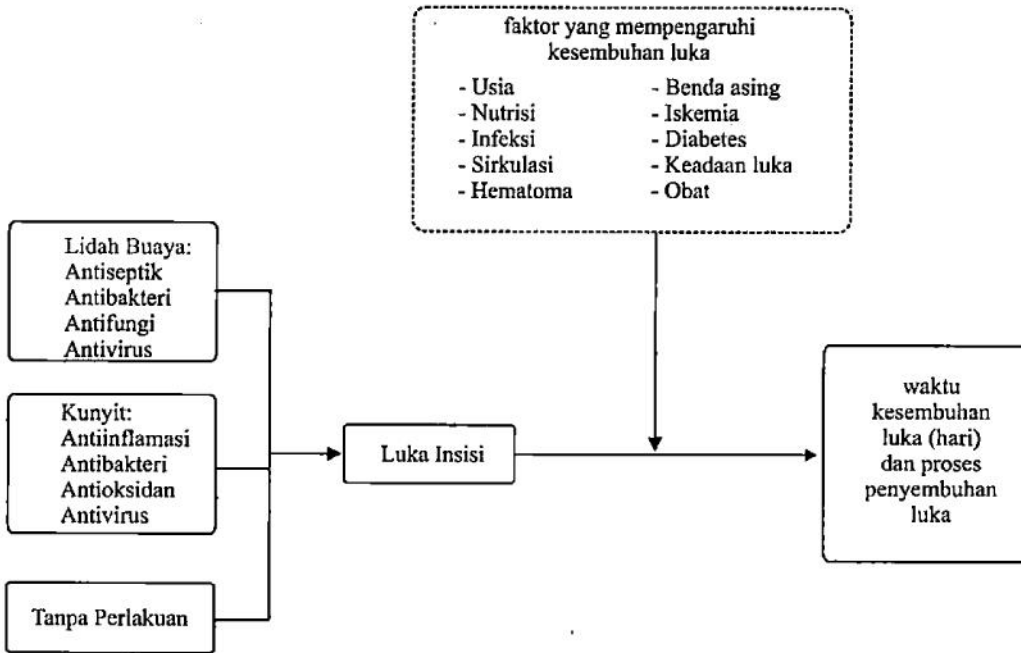 faktor yang mempengaruhi
kesembuhan luka
- Usia
- Nutrisi
- Infeksi
- Sirkulasi
- Hematoma
- Benda asing
- Iskemia
- Diabetes
- Keadaan luka
- Obat
Lidah Buaya:
Antiseptik
Antibakteri
Antifungi
Antivirus
Kunyit:
Antiinflamasi
Antibakteri
Antioksidan
Antivirus
Tanpa Perlakuan
Luka Insisi
waktu
kesembuhan
luka (hari)
dan proses
penyembuhan
luka